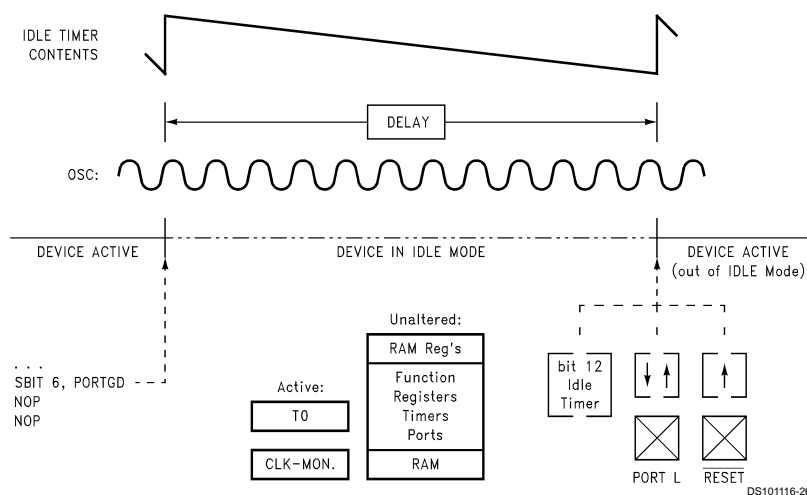 IDLE TIMER
CONTENTS
DELAY
OSC:
DEVICE ACTIVE
DEVICE IN IDLE MODE
DEVICE ACTIVE
(out of IDLE Mode)
. . .
SBIT 6, PORTGD
NOP
NOP
Active:
T0
CLK-MON.
Unaltered:
RAM Reg's
Function
Registers
Timers
Ports
RAM
bit 12
Idle
Timer
PORT L
RESET